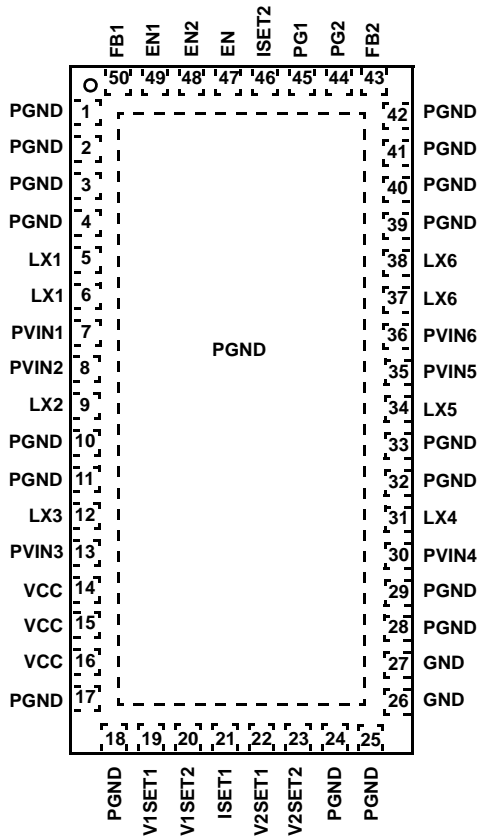 FB1 EN1 EN2 EN ISET2 PG1 PG2 FB2
50 49 48 47 46 45 44 43
PGND 1 42 PGND
PGND 2 41 PGND
PGND 3 40 PGND
PGND 4 39 PGND
LX1 5 38 LX6
LX1 6 37 LX6
PVIN1 7 36 PVIN6
PGND
PVIN2 8 35 PVIN5
LX2 9 34 LX5
PGND 10 33 PGND
PGND 11 32 PGND
LX3 12 31 LX4
PVIN3 13 30 PVIN4
VCC 14 29 PGND
VCC 15 28 PGND
VCC 16 27 GND
PGND 17 26 GND
18 19 20 21 22 23 24 25
PGND V1SET1 V1SET2 ISET1 V2SET1 V2SET2 PGND PGND